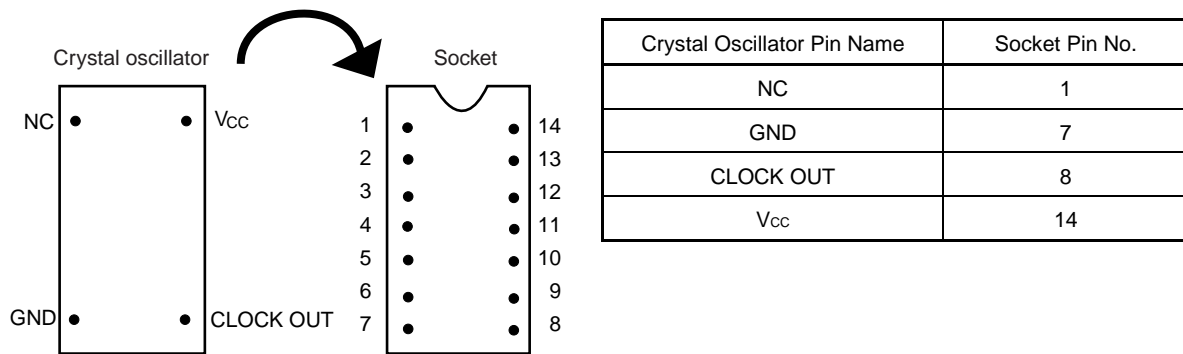 Crystal oscillator
NC
Vcc
GND
CLOCK OUT
Socket
1
2
3
4
5
6
7
14
13
12
11
10
9
8
Crystal Oscillator Pin Name Socket Pin No.
NC 1
GND 7
CLOCK OUT 8
Vcc 14